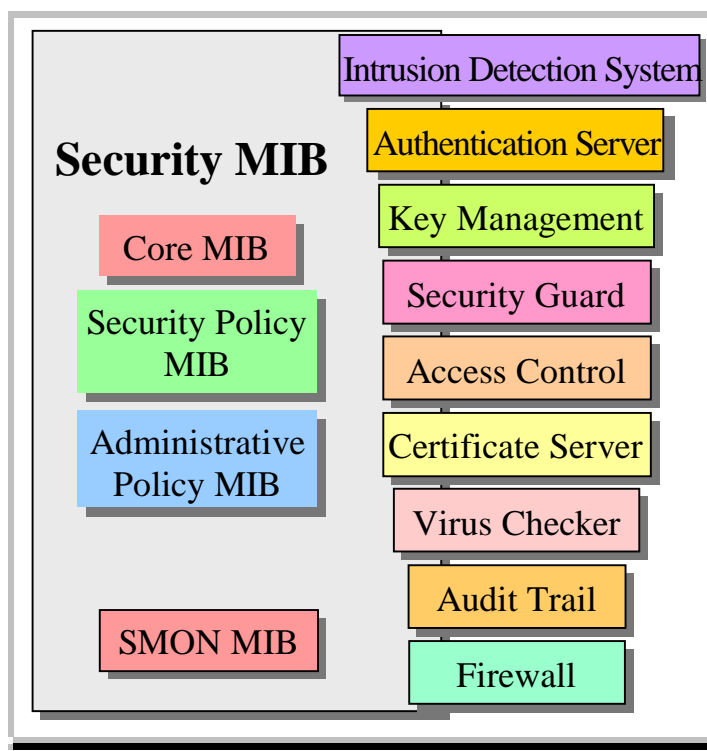 Security MIB
Core MIB
Security Policy
MIB
Administrative
Policy MIB
SMON MIB
Intrusion Detection System
Authentication Server
Key Management
Security Guard
Access Control
Certificate Server
Virus Checker
Audit Trail
Firewall